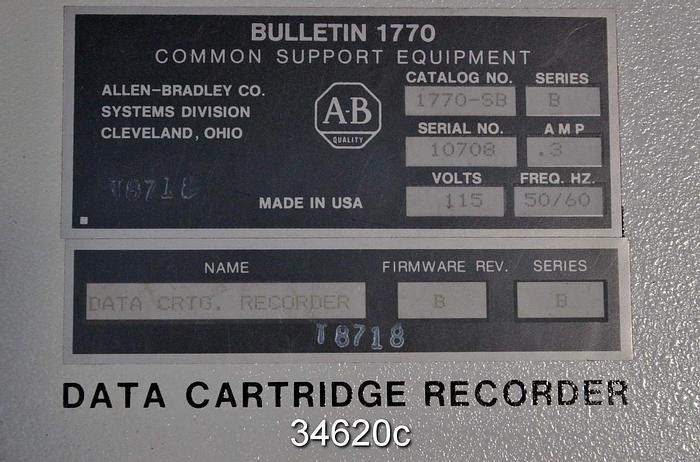 BULLETIN 1770
COMMON SUPPORT EQUIPMENT
ALLEN-BRADLEY CO.
SYSTEMS DIVISION
CLEVELAND, OHIO
A-B
QUALITY
CATALOG NO. SERIES
1770-SB B
SERIAL NO. AMP
10708 .3
VOLTS FREQ. HZ.
115 50/60
T8718
MADE IN USA
NAME FIRMWARE REV. SERIES
DATA CRTG. RECORDER B B
T8718
DATA CARTRIDGE RECORDER
34620c